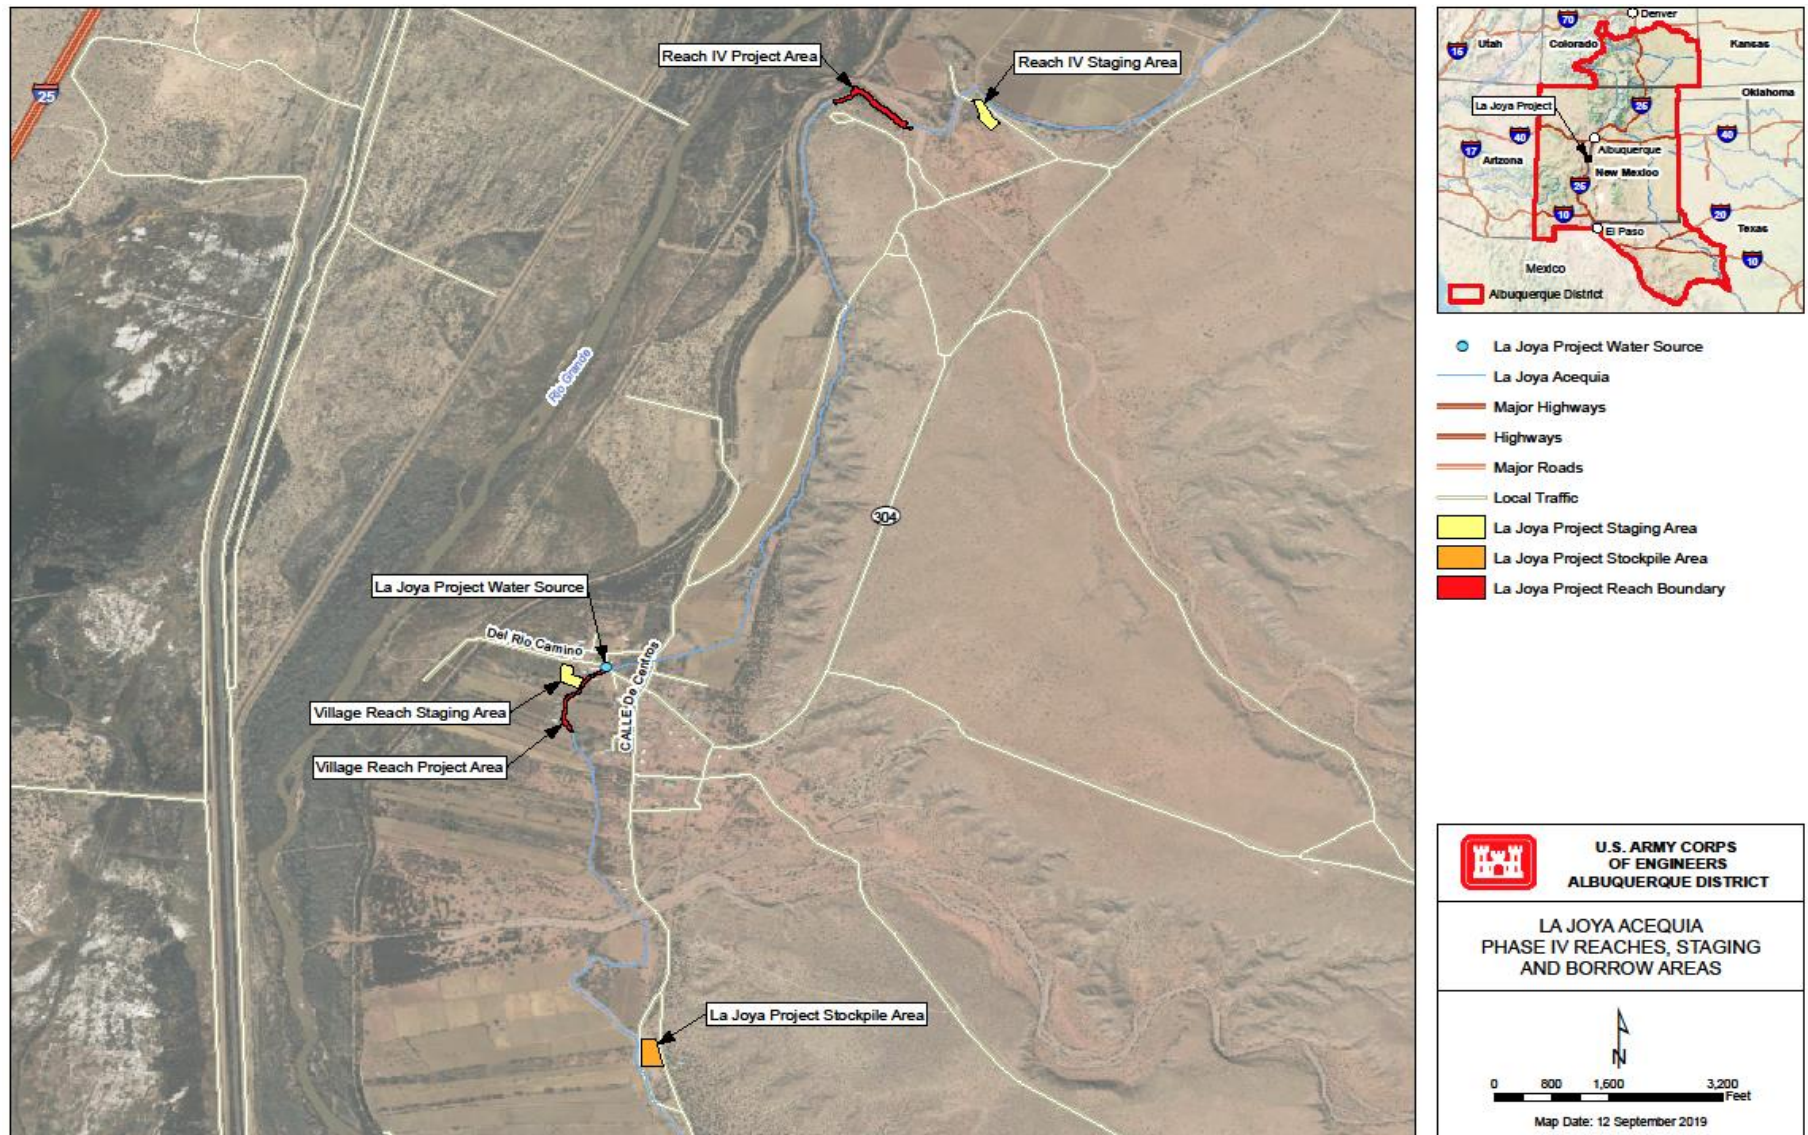 Reach IV Project Area
Reach IV Staging Area
25
Rio Grande
304
La Joya Project Water Source
Del Rio Camino
CALLE De Centros
Village Reach Staging Area
Village Reach Project Area
La Joya Project Stockpile Area
Denver
70
15
Utah
Colorado
Kansas
Oklahoma
La Joya Project
25
40
40
17
Albuquerque
Arizona
New Mexico
25
10
20
El Paso
Texas
10
Mexico
Albuquerque District
La Joya Project Water Source
La Joya Acequia
Major Highways
Highways
Major Roads
Local Traffic
La Joya Project Staging Area
La Joya Project Stockpile Area
La Joya Project Reach Boundary
U.S. ARMY CORPS
OF ENGINEERS
ALBUQUERQUE DISTRICT
LA JOYA ACEQUIA
PHASE IV REACHES, STAGING
AND BORROW AREAS
N
0 800 1,600 3,200
Feet
Map Date: 12 September 2019